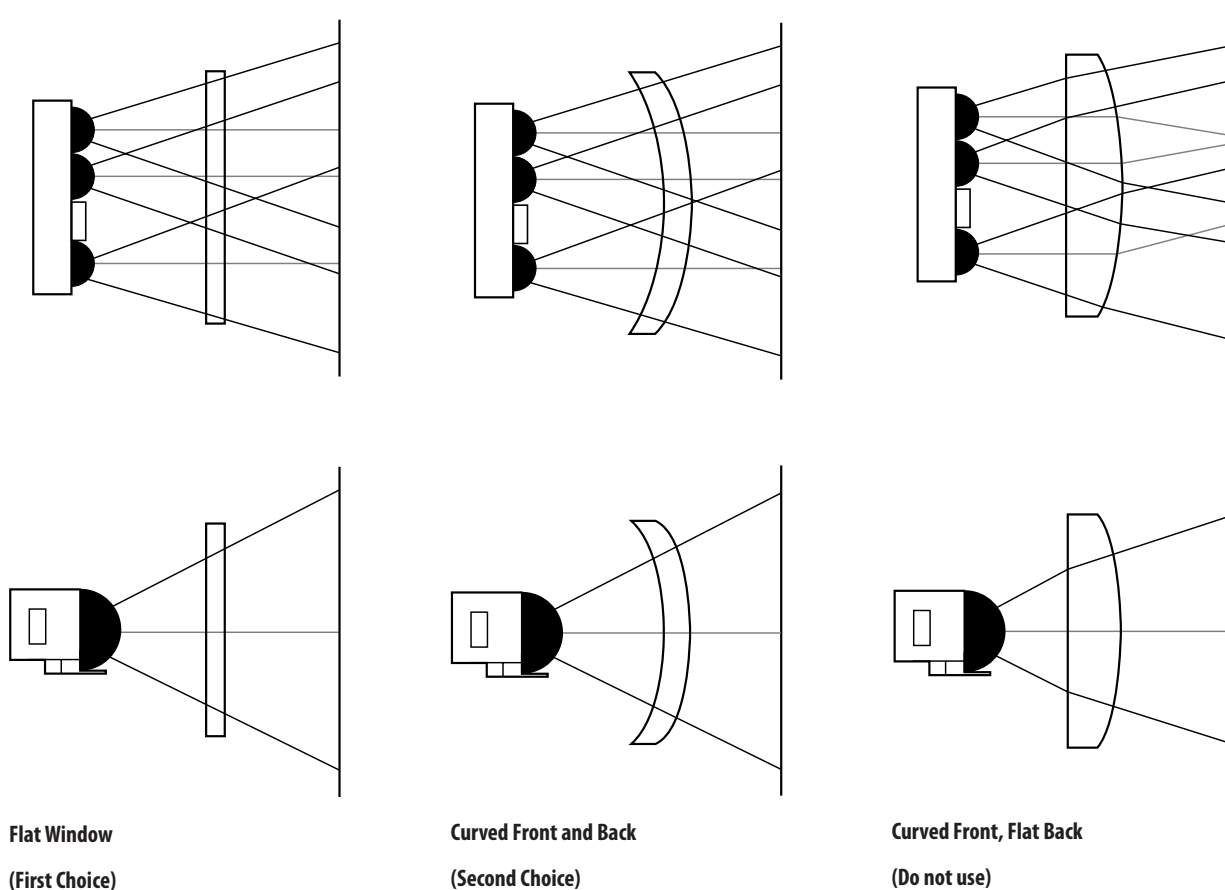 Flat Window
(First Choice)
Curved Front and Back
(Second Choice)
Curved Front, Flat Back
(Do not use)